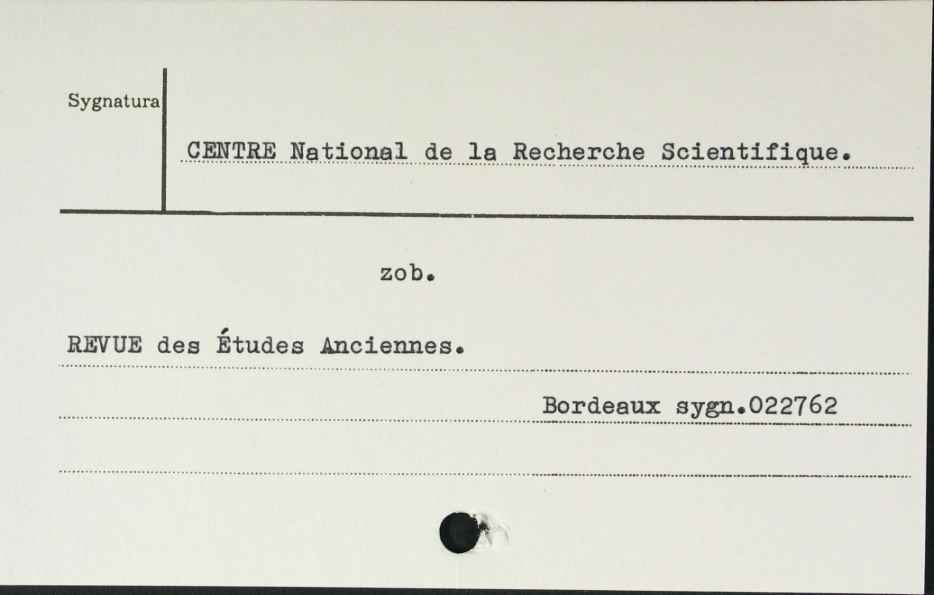 Sygnatura
CENTRE National de la Recherche Scientifique.
zob.
REVUE des Études Anciennes.
Bordeaux sygn.022762